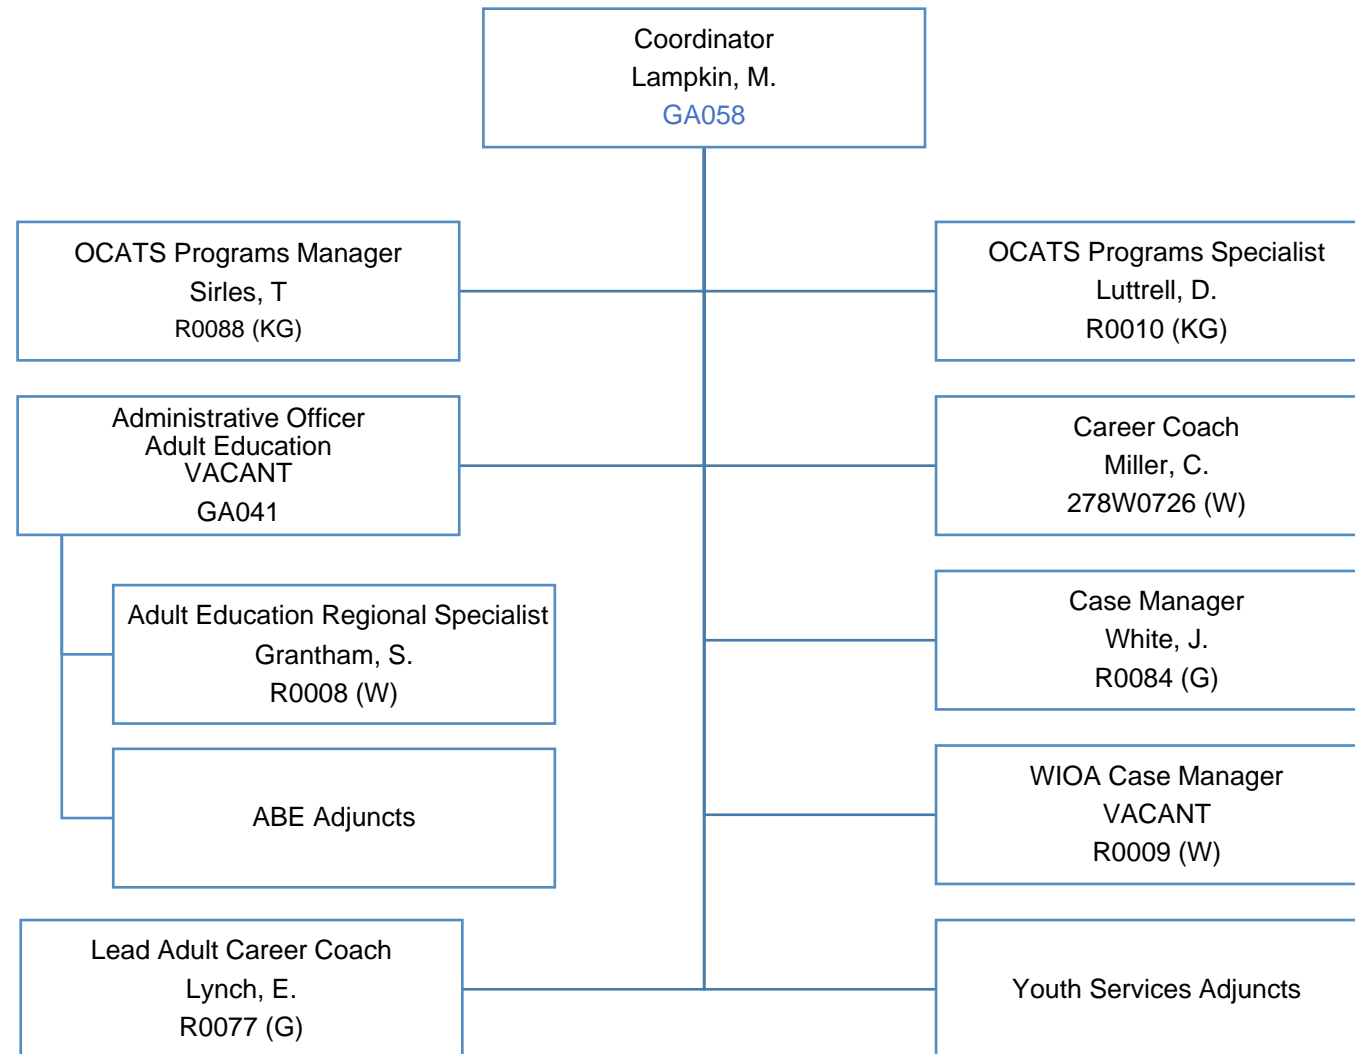 Coordinator
Lampkin, M.
GA058
OCATS Programs Manager
Sirles, T
R0088 (KG)
OCATS Programs Specialist
Luttrell, D.
R0010 (KG)
Administrative Officer
Adult Education
VACANT
GA041
Career Coach
Miller, C.
278W0726 (W)
Adult Education Regional Specialist
Grantham, S.
R0008 (W)
Case Manager
White, J.
R0084 (G)
ABE Adjuncts
WIOA Case Manager
VACANT
R0009 (W)
Lead Adult Career Coach
Lynch, E.
R0077 (G)
Youth Services Adjuncts